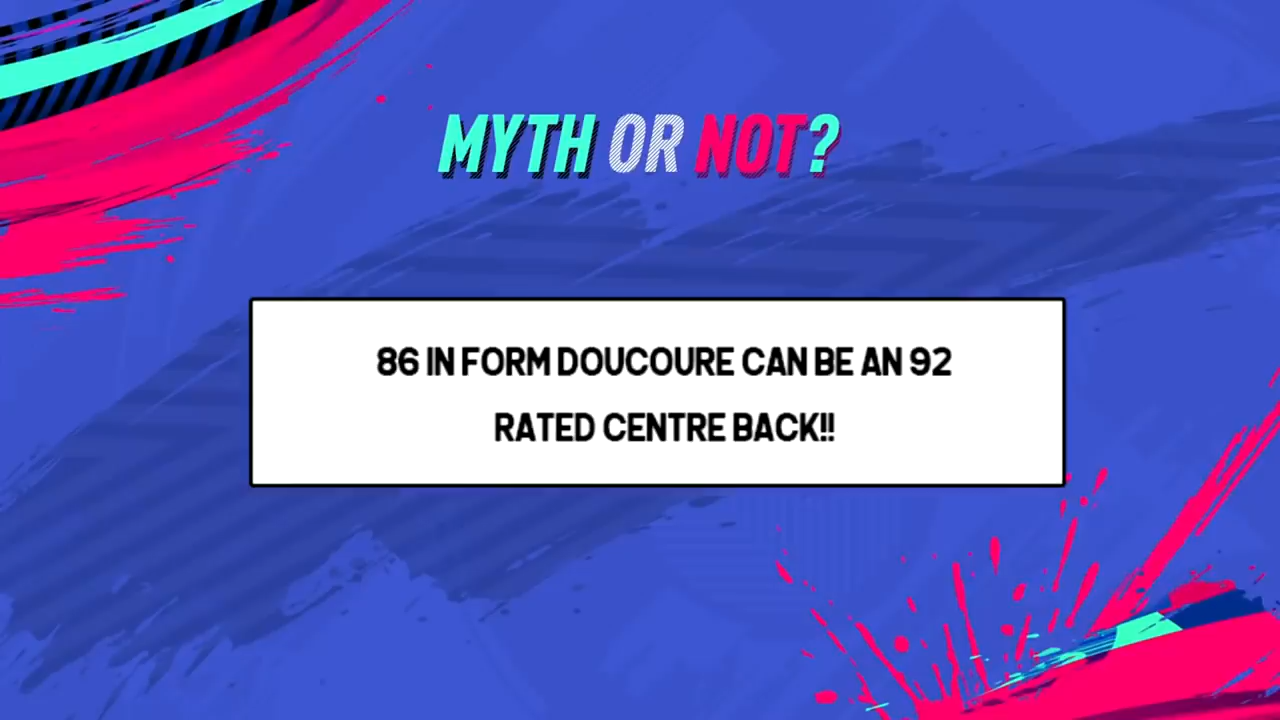 MYTH OR NOT?
86 IN FORM DOUCOURE CAN BE AN 92
RATED CENTRE BACK!!